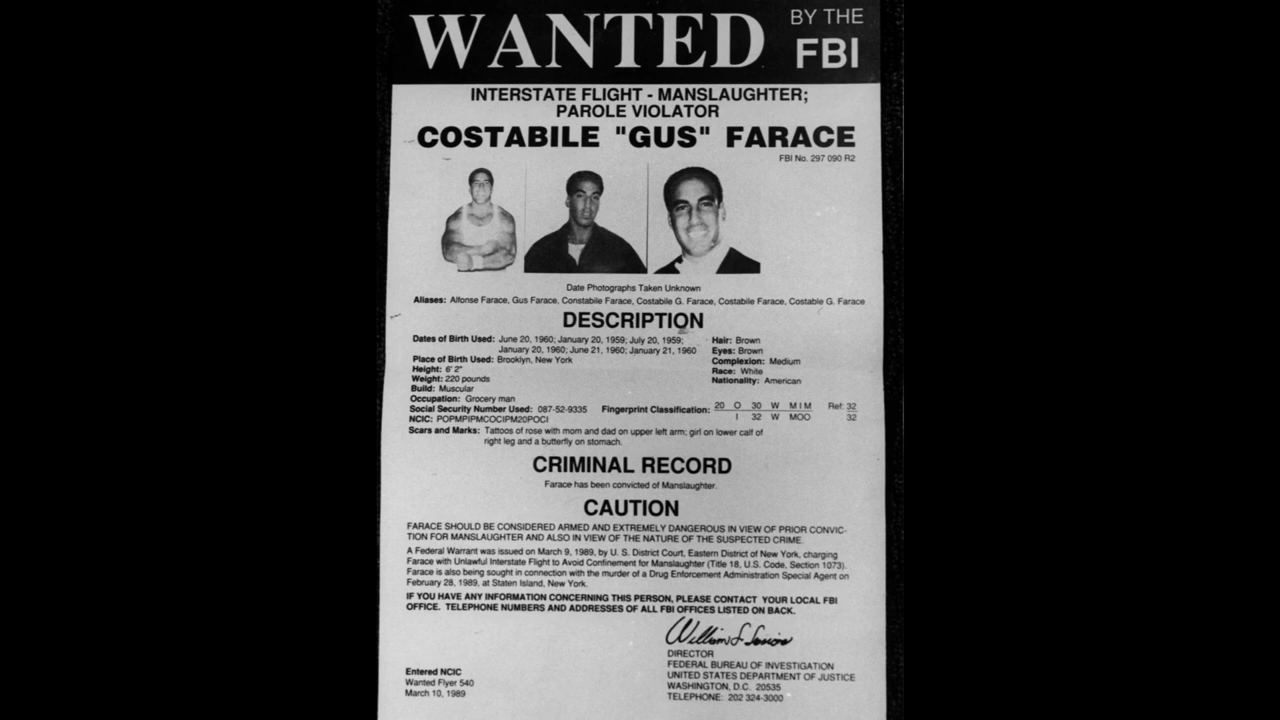 WANTED BY THE FBI
INTERSTATE FLIGHT - MANSLAUGHTER;
PAROLE VIOLATOR
COSTABILE "GUS" FARACE
FBI No. 297 090 R2
Date Photographs Taken Unknown
Aliases: Alfonse Farace, Gus Farace, Constabile Farace, Costabile G. Farace, Costabile Farace, Costable G. Farace
DESCRIPTION
Dates of Birth Used: June 20, 1960; January 20, 1959; July 20, 1959;
January 20, 1960; June 21, 1960; January 21, 1960
Place of Birth Used: Brooklyn, New York
Height: 6' 2"
Weight: 220 pounds
Build: Muscular
Occupation: Grocery man
Social Security Number Used: 087-52-9335
NCIC: POPMPIPMCOCIPM20POCI
Hair: Brown
Eyes: Brown
Complexion: Medium
Race: White
Nationality: American
Fingerprint Classification: 20 O 30 W MIM Ref: 32
I 32 W MOO 32
Scars and Marks: Tattoos of rose with mom and dad on upper left arm; girl on lower calf of
right leg and a butterfly on stomach.
CRIMINAL RECORD
Farace has been convicted of Manslaughter.
CAUTION
FARACE SHOULD BE CONSIDERED ARMED AND EXTREMELY DANGEROUS IN VIEW OF PRIOR CONVIC-
TION FOR MANSLAUGHTER AND ALSO IN VIEW OF THE NATURE OF THE SUSPECTED CRIME.
A Federal Warrant was issued on March 9, 1989, by U. S. District Court, Eastern District of New York, charging
Farace with Unlawful Interstate Flight to Avoid Confinement for Manslaughter (Title 18, U.S. Code, Section 1073).
Farace is also being sought in connection with the murder of a Drug Enforcement Administration Special Agent on
February 28, 1989, at Staten Island, New York.
IF YOU HAVE ANY INFORMATION CONCERNING THIS PERSON, PLEASE CONTACT YOUR LOCAL FBI
OFFICE. TELEPHONE NUMBERS AND ADDRESSES OF ALL FBI OFFICES LISTED ON BACK.
William S. Sessions
DIRECTOR
FEDERAL BUREAU OF INVESTIGATION
UNITED STATES DEPARTMENT OF JUSTICE
WASHINGTON, D.C. 20535
TELEPHONE: 202 324-3000
Entered NCIC
Wanted Flyer 540
March 10, 1989